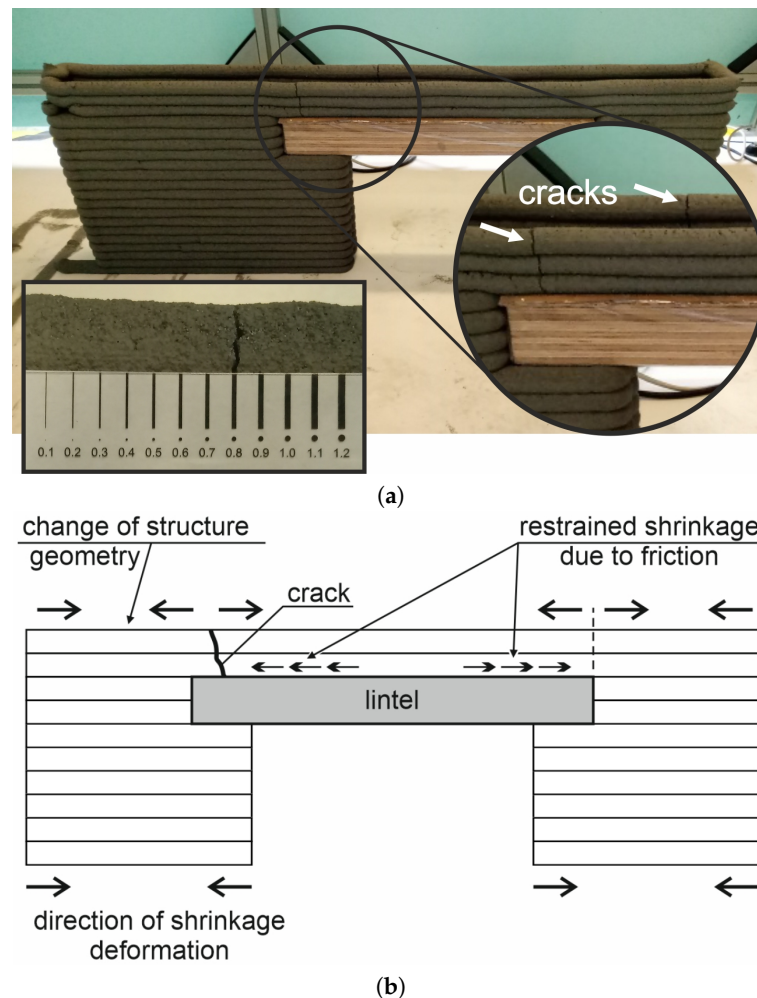 cracks
0.1 0.2 0.3 0.4 0.5 0.6 0.7 0.8 0.9 1.0 1.1 1.2
(a)
change of structure
geometry
restrained shrinkage
due to friction
crack
lintel
direction of shrinkage
deformation
(b)